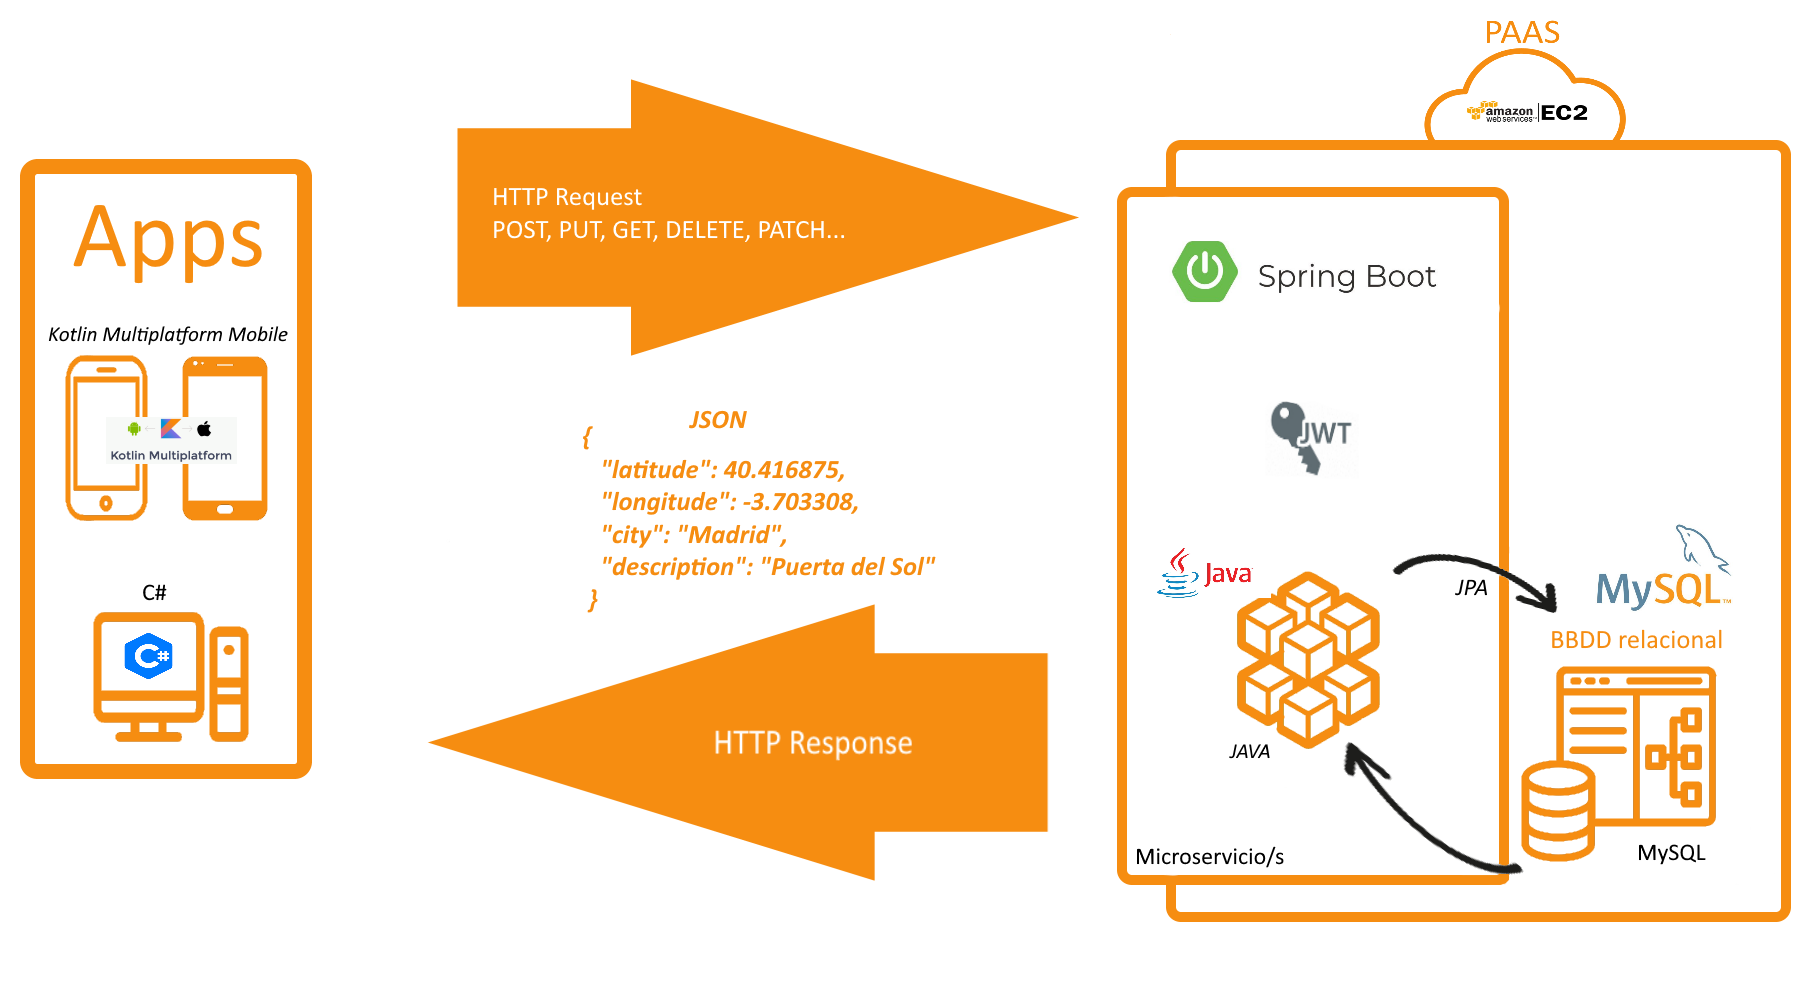 Apps
Kotlin Multiplatform Mobile
Kotlin Multiplatform
C#
C#
HTTP Request
POST, PUT, GET, DELETE, PATCH...
JSON
{
"latitude": 40.416875,
"longitude": -3.703308,
"city": "Madrid",
"description": "Puerta del Sol"
}
HTTP Response
PAAS
amazon
web services™
EC2
Spring Boot
JWT
Java
JAVA
Microservicio/s
JPA
MySQL™
BBDD relacional
MySQL